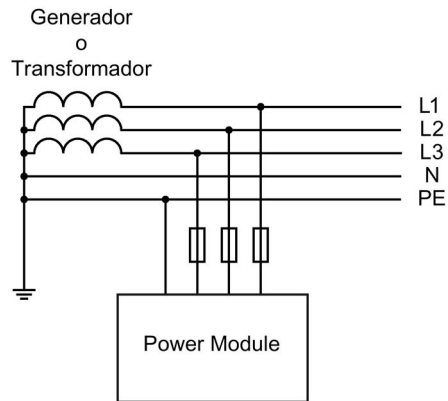 Generador
o
Transformador
L1
L2
L3
N
PE
Power Module